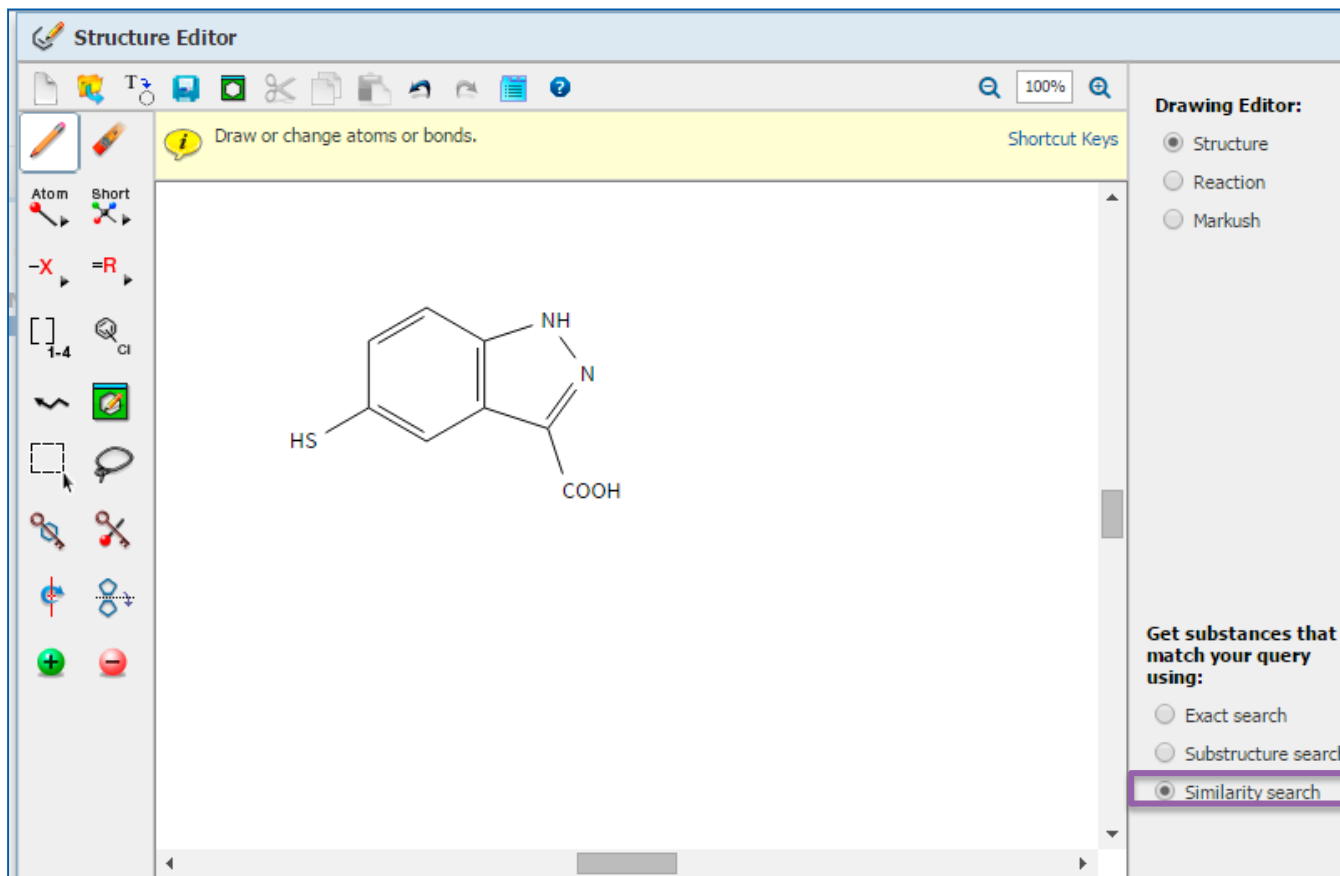 Structure Editor
T
100%
Draw or change atoms or bonds.
Shortcut Keys
Atom
Short
-X
=R
[ ] 1-4
Cl
NH
N
HS
COOH
Drawing Editor:
Structure
Reaction
Markush
Get substances that
match your query
using:
Exact search
Substructure search
Similarity search